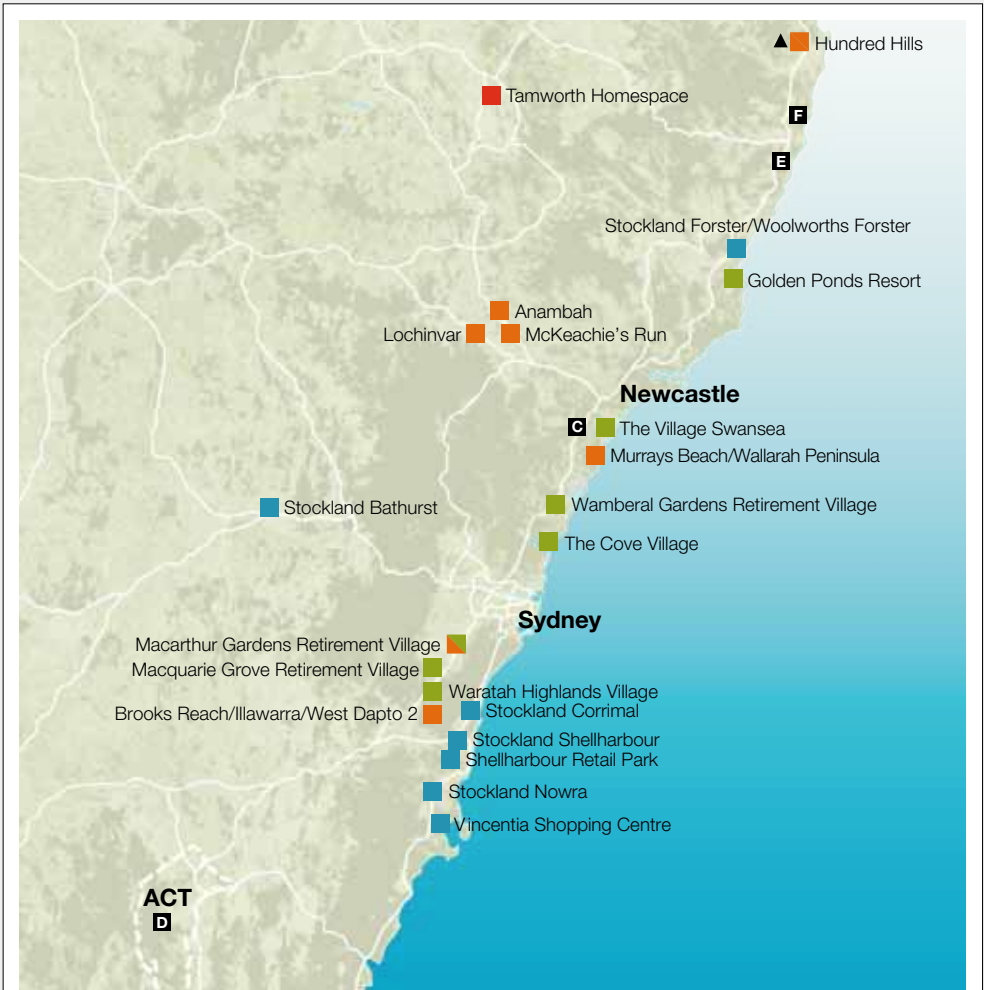 Hundred Hills
Tamworth Homespace
F
E
Stockland Forster/Woolworths Forster
Golden Ponds Resort
Anambah
Lochinvar
McKeachie's Run
Newcastle
C
The Village Swansea
Murrays Beach/Wallarah Peninsula
Wamberal Gardens Retirement Village
Stockland Bathurst
The Cove Village
Sydney
Macarthur Gardens Retirement Village
Macquarie Grove Retirement Village
Waratah Highlands Village
Stockland Corrimal
Brooks Reach/Illawarra/West Dapto 2
Stockland Shellharbour
Shellharbour Retail Park
Stockland Nowra
Vincentia Shopping Centre
ACT
D